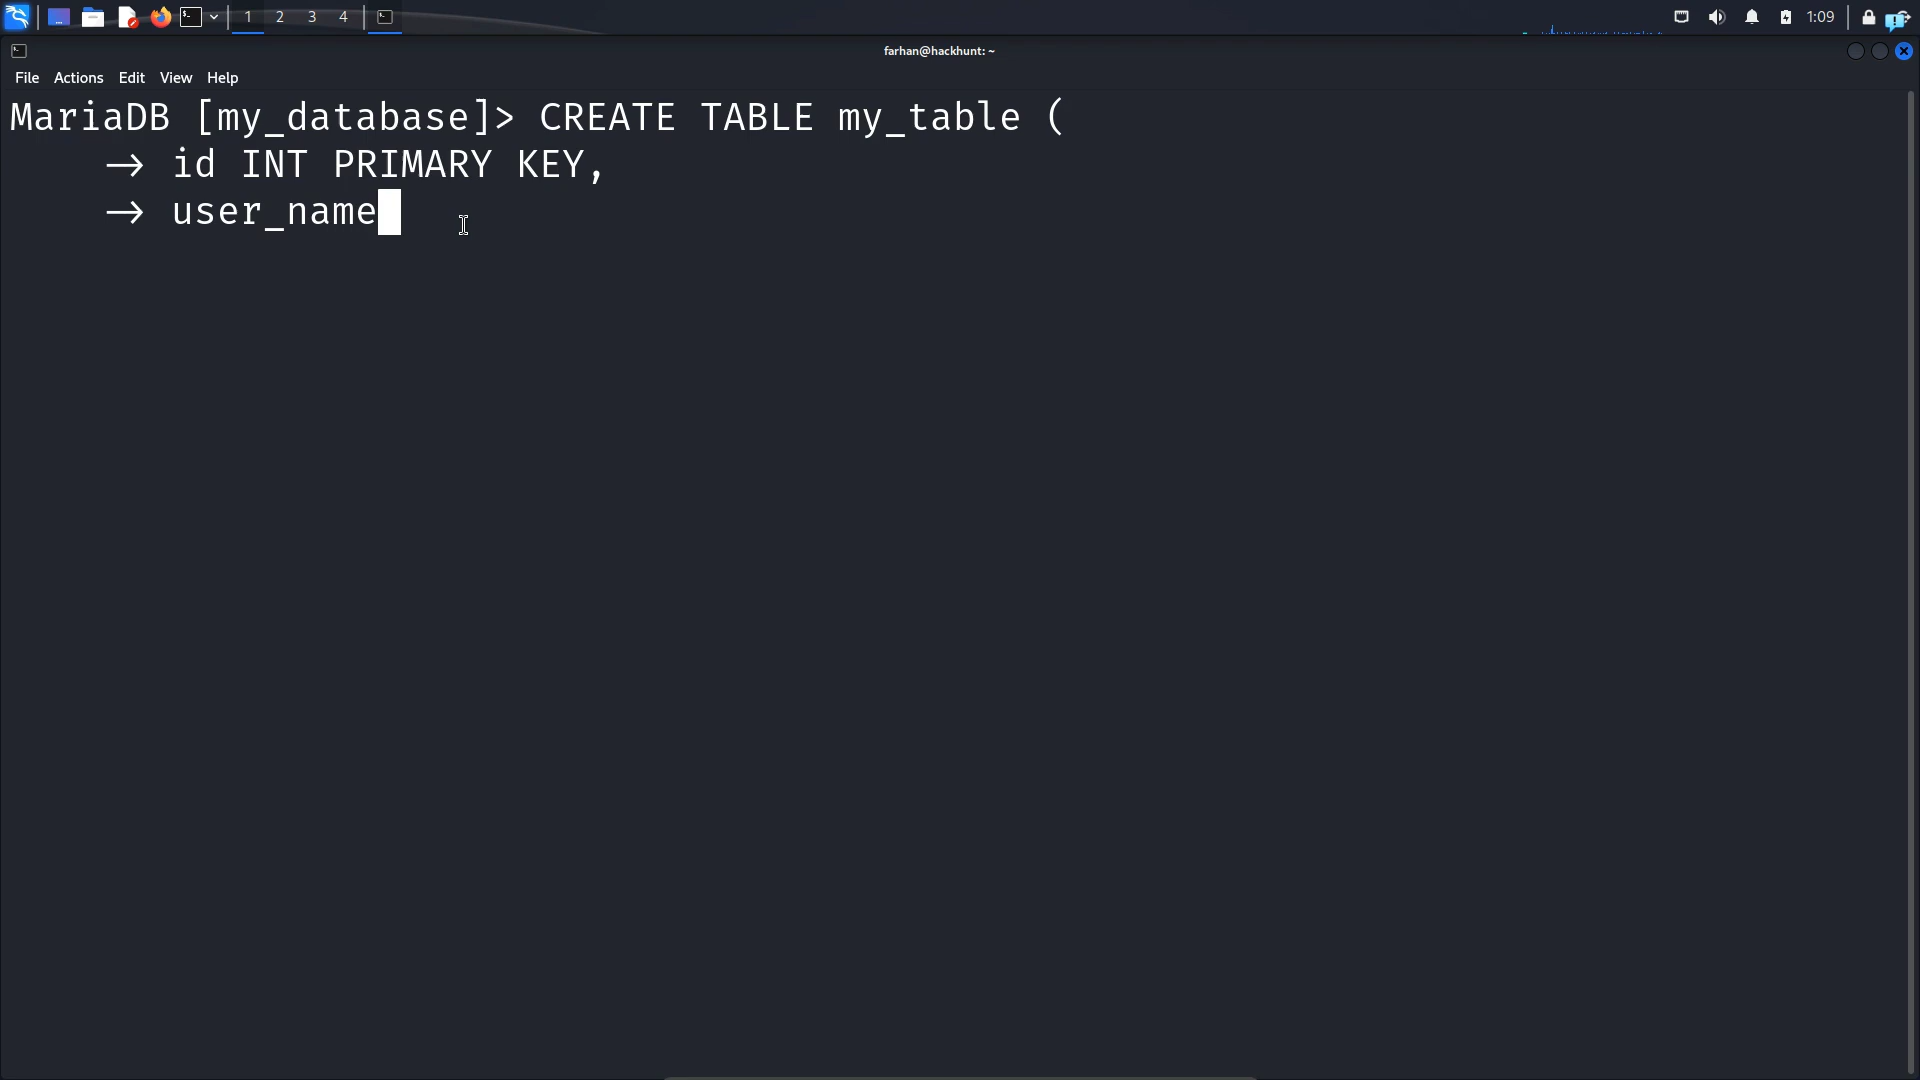 1 2 3 4 1:09
farhan@hackhunt: ~
File Actions Edit View Help
MariaDB [my_database]> CREATE TABLE my_table (
→ id INT PRIMARY KEY,
→ user_name